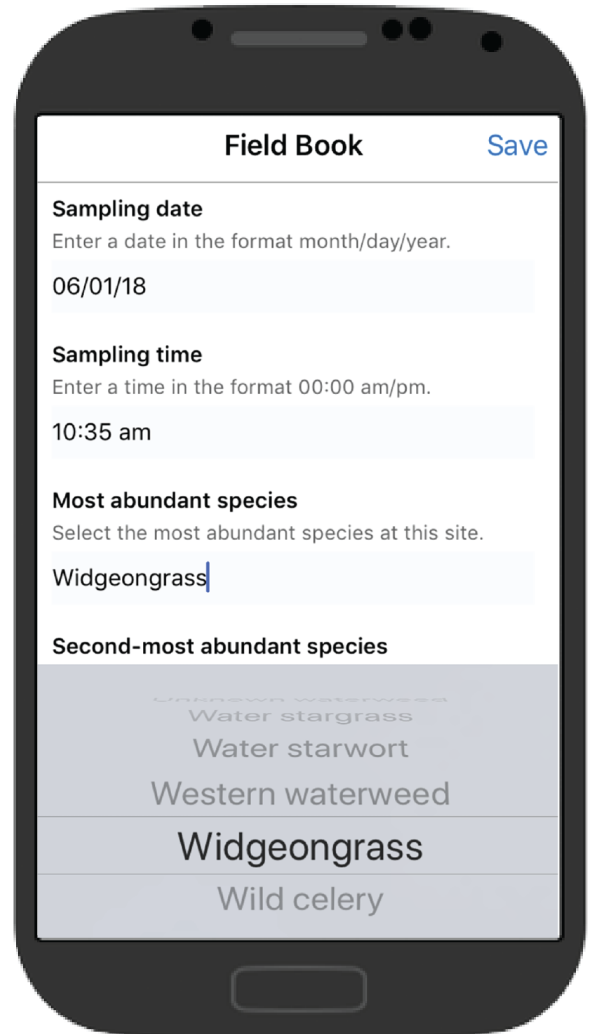 Field Book
Save
Sampling date
Enter a date in the format month/day/year.
06/01/18
Sampling time
Enter a time in the format 00:00 am/pm.
10:35 am
Most abundant species
Select the most abundant species at this site.
Widgeongrass
Second-most abundant species
Unknown waterweed
Water stargrass
Water starwort
Western waterweed
Widgeongrass
Wild celery